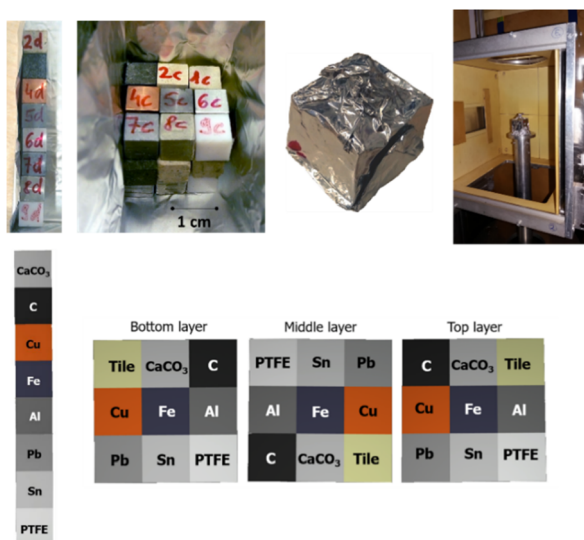 2d
4d
5d
6d
7d
8d
9d
2c 1c
4c 5c 6c
7c 8c 9c
1 cm
CaCO₃
C
Cu
Fe
Al
Pb
Sn
PTFE
Bottom layer
Tile CaCO₃ C
Cu Fe Al
Pb Sn PTFE
Middle layer
PTFE Sn Pb
Al Fe Cu
C CaCO₃ Tile
Top layer
C CaCO₃ Tile
Cu Fe Al
Pb Sn PTFE